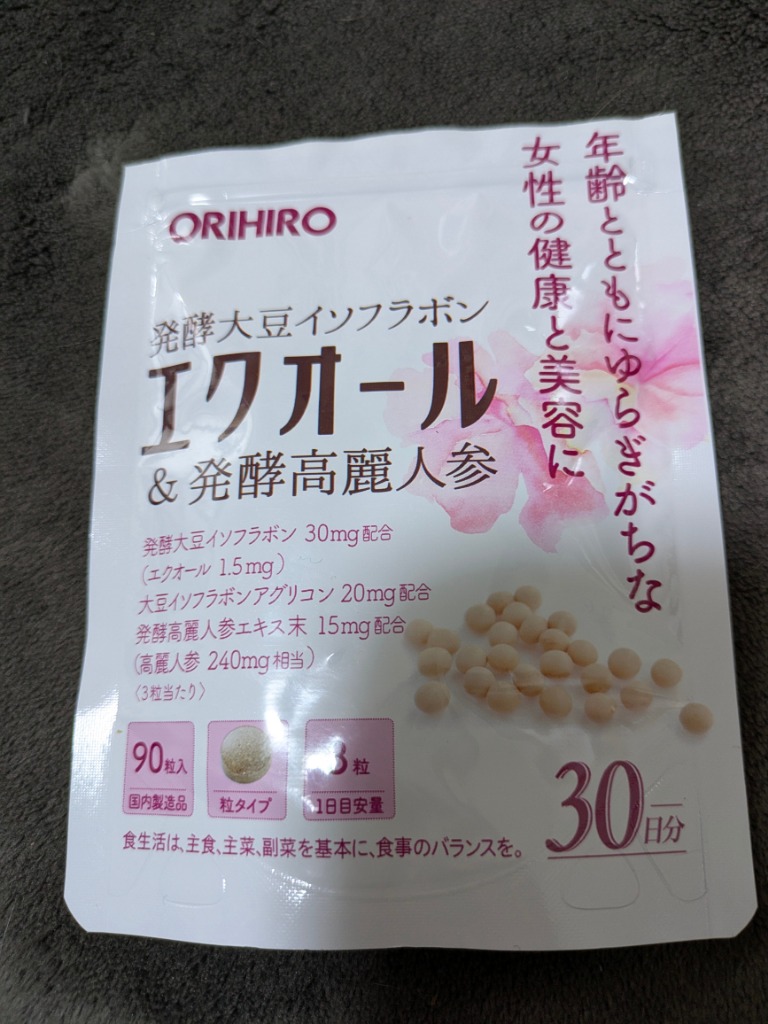 ORIHIRO
年齢とともにゆらぎがちな
女性の健康と美容に
発酵大豆イソフラボン
エクオール
&発酵高麗人参
発酵大豆イソフラボン 30mg配合
(エクオール 1.5mg)
大豆イソフラボンアグリコン 20mg配合
発酵高麗人参エキス末 15mg配合
(高麗人参 240mg相当)
〈3粒当たり〉
90粒入
国内製造品
粒タイプ
3粒
1日目安量
30日分
食生活は、主食、主菜、副菜を基本に、食事のバランスを。